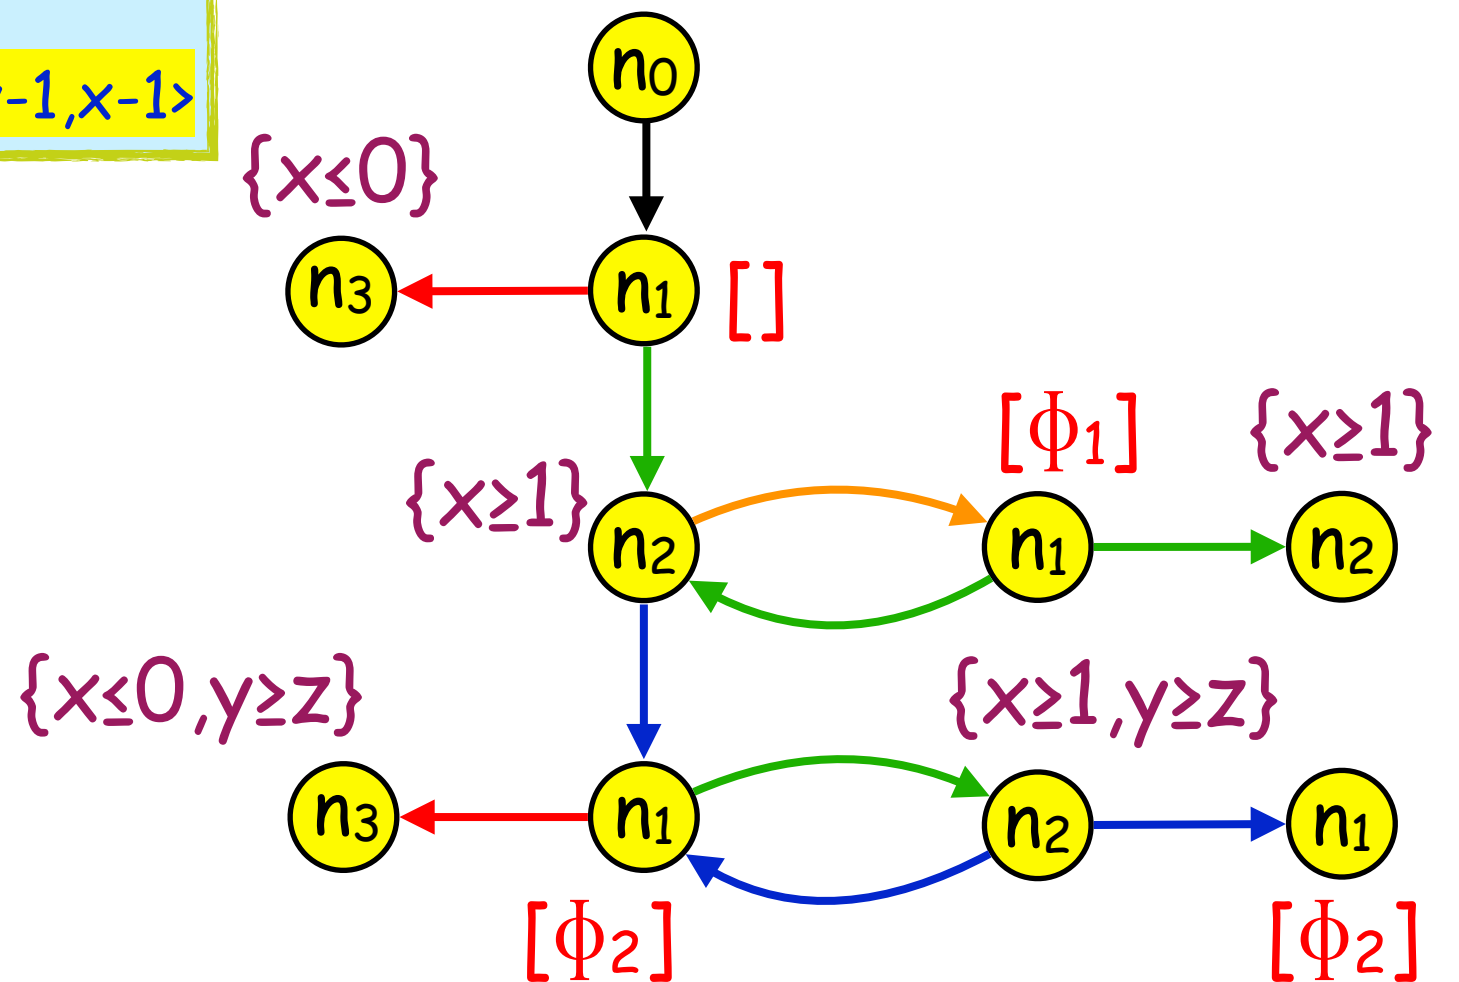 -1,x-1>
n0
{x≤0}
n3
n1
[]
[ϕ1]
{x≥1}
{x≥1}
n2
n1
n2
{x≤0,y≥z}
{x≥1,y≥z}
n3
n1
n2
n1
[ϕ2]
[ϕ2]